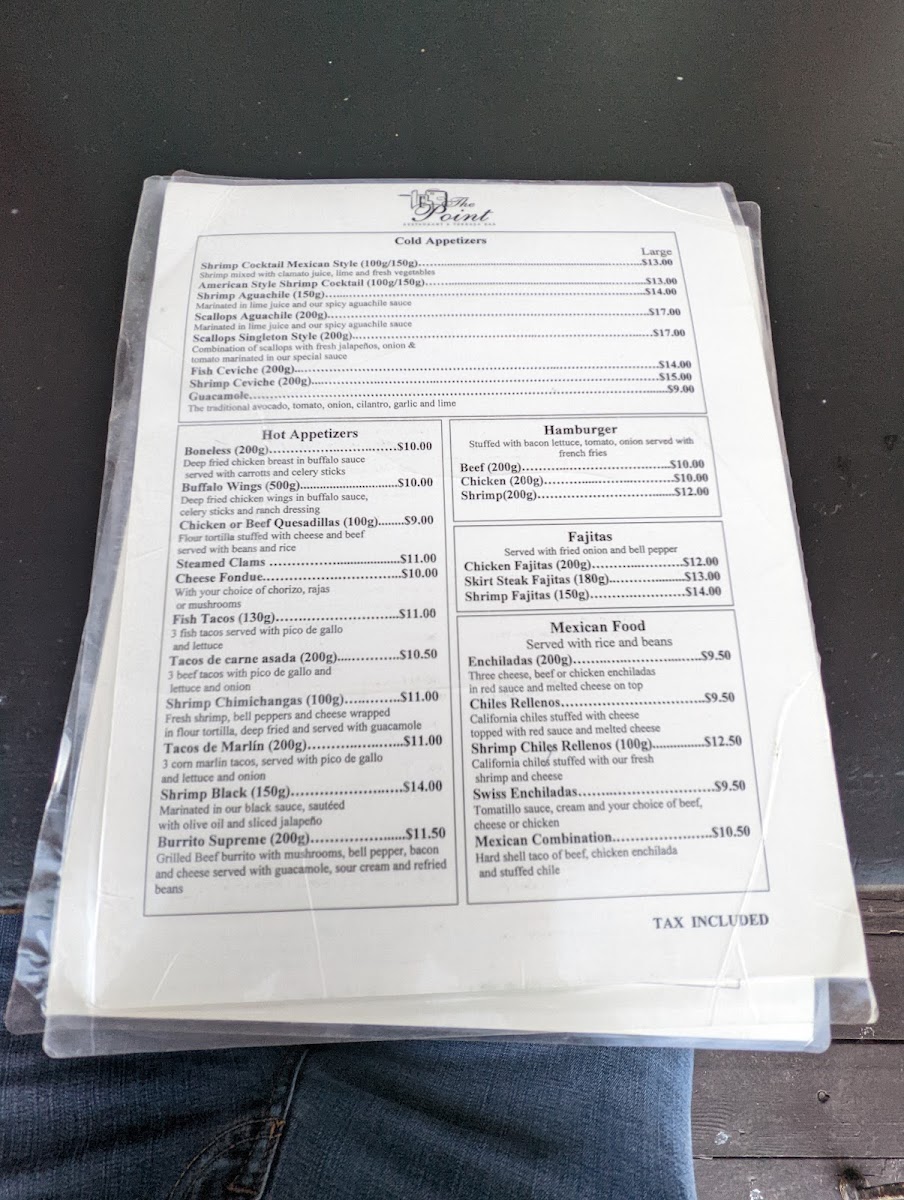 The
Point
RESTAURANT & TERRACE BAR
Cold Appetizers
Large
Shrimp Cocktail Mexican Style (100g/150g)....................$13.00
Shrimp mixed with clamato juice, lime and fresh vegetables
American Style Shrimp Cocktail (100g/150g)....................$13.00
Shrimp Aguachile (150g)....................$14.00
Marinated in lime juice and our spicy aguachile sauce
Scallops Aguachile (200g)....................$17.00
Marinated in lime juice and our spicy aguachile sauce
Scallops Singleton Style (200g)....................$17.00
Combination of scallops with fresh jalapeños, onion &
tomato marinated in our special sauce
Fish Ceviche (200g)....................$14.00
Shrimp Ceviche (200g)....................$15.00
Guacamole....................$9.00
The traditional avocado, tomato, onion, cilantro, garlic and lime
Hot Appetizers
Boneless (200g)....................$10.00
Deep fried chicken breast in buffalo sauce
served with carrotts and celery sticks
Buffalo Wings (500g)....................$10.00
Deep fried chicken wings in buffalo sauce,
celery sticks and ranch dressing
Chicken or Beef Quesadillas (100g)........$9.00
Flour tortilla stuffed with cheese and beef
served with beans and rice
Steamed Clams ....................$11.00
Cheese Fondue....................$10.00
With your choice of chorizo, rajas
or mushrooms
Fish Tacos (130g)....................$11.00
3 fish tacos served with pico de gallo
and lettuce
Tacos de carne asada (200g)..............$10.50
3 beef tacos with pico de gallo and
lettuce and onion
Shrimp Chimichangas (100g)............$11.00
Fresh shrimp, bell peppers and cheese wrapped
in flour tortilla, deep fried and served with guacamole
Tacos de Marlín (200g)....................$11.00
3 corn marlin tacos, served with pico de gallo
and lettuce and onion
Shrimp Black (150g)....................$14.00
Marinated in our black sauce, sautéed
with olive oil and sliced jalapeño
Burrito Supreme (200g)....................$11.50
Grilled Beef burrito with mushrooms, bell pepper, bacon
and cheese served with guacamole, sour cream and refried
beans
Hamburger
Stuffed with bacon lettuce, tomato, onion served with
french fries
Beef (200g)....................$10.00
Chicken (200g)....................$10.00
Shrimp(200g)....................$12.00
Fajitas
Served with fried onion and bell pepper
Chicken Fajitas (200g)....................$12.00
Skirt Steak Fajitas (180g)....................$13.00
Shrimp Fajitas (150g)....................$14.00
Mexican Food
Served with rice and beans
Enchiladas (200g)....................$9.50
Three cheese, beef or chicken enchiladas
in red sauce and melted cheese on top
Chiles Rellenos....................$9.50
California chiles stuffed with cheese
topped with red sauce and melted cheese
Shrimp Chiles Rellenos (100g)............$12.50
California chiles stuffed with our fresh
shrimp and cheese
Swiss Enchiladas....................$9.50
Tomatillo sauce, cream and your choice of beef,
cheese or chicken
Mexican Combination....................$10.50
Hard shell taco of beef, chicken enchilada
and stuffed chile
TAX INCLUDED